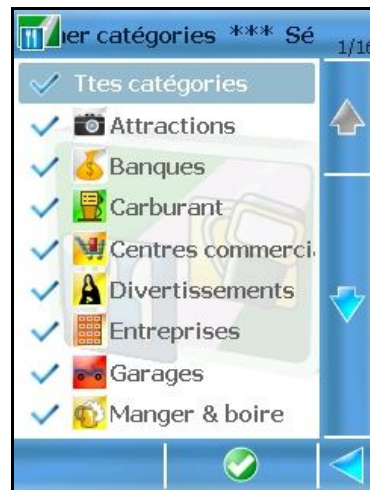 er catégories *** Sé
1/16
Ttes catégories
Attractions
Banques
Carburant
Centres commerci
Divertissements
Entreprises
Garages
Manger & boire